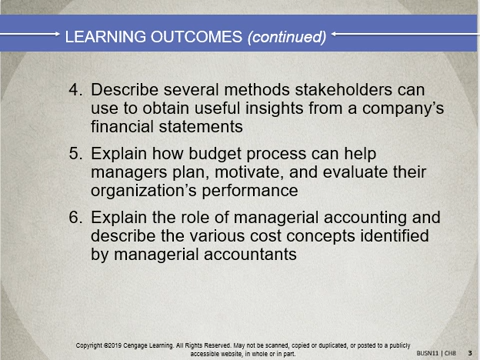 LEARNING OUTCOMES (continued)
4. Describe several methods stakeholders can
use to obtain useful insights from a company's
financial statements
5. Explain how budget process can help
managers plan, motivate, and evaluate their
organization's performance
6. Explain the role of managerial accounting and
describe the various cost concepts identified
by managerial accountants
Copyright ©2019 Cengage Learning. All Rights Reserved. May not be scanned, copied or duplicated, or posted to a publicly
accessible website, in whole or in part.
BUSN11 | CH8 3